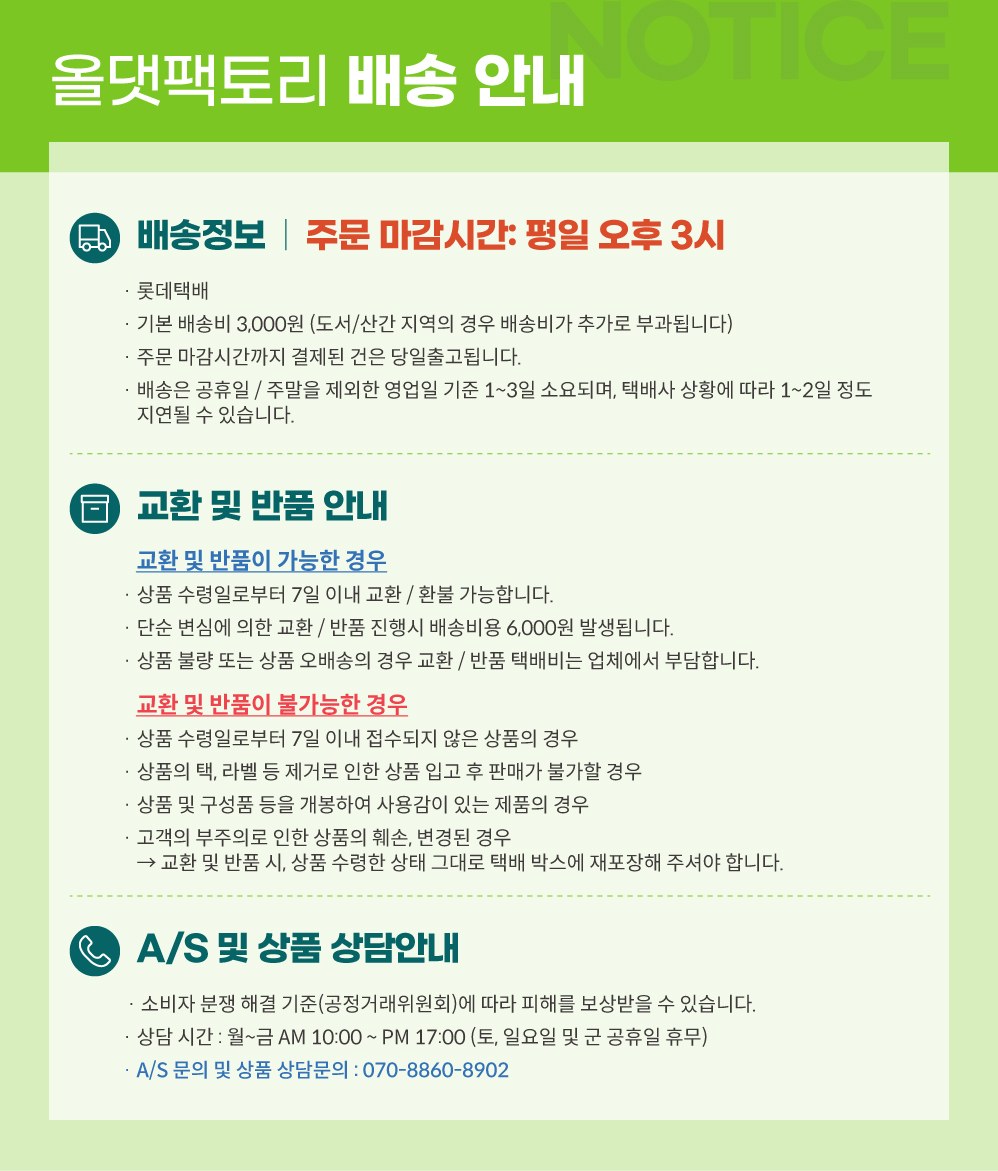 NOTICE
올댓팩토리 배송 안내
배송정보 | 주문 마감시간: 평일 오후 3시
· 롯데택배
· 기본 배송비 3,000원 (도서/산간 지역의 경우 배송비가 추가로 부과됩니다)
· 주문 마감시간까지 결제된 건은 당일출고됩니다.
· 배송은 공휴일 / 주말을 제외한 영업일 기준 1~3일 소요되며, 택배사 상황에 따라 1~2일 정도
지연될 수 있습니다.
교환 및 반품 안내
교환 및 반품이 가능한 경우
· 상품 수령일로부터 7일 이내 교환 / 환불 가능합니다.
· 단순 변심에 의한 교환 / 반품 진행시 배송비용 6,000원 발생됩니다.
· 상품 불량 또는 상품 오배송의 경우 교환 / 반품 택배비는 업체에서 부담합니다.
교환 및 반품이 불가능한 경우
· 상품 수령일로부터 7일 이내 접수되지 않은 상품의 경우
· 상품의 택, 라벨 등 제거로 인한 상품 입고 후 판매가 불가할 경우
· 상품 및 구성품 등을 개봉하여 사용감이 있는 제품의 경우
· 고객의 부주의로 인한 상품의 훼손, 변경된 경우
→ 교환 및 반품 시, 상품 수령한 상태 그대로 택배 박스에 재포장해 주셔야 합니다.
A/S 및 상품 상담안내
· 소비자 분쟁 해결 기준(공정거래위원회)에 따라 피해를 보상받을 수 있습니다.
· 상담 시간 : 월~금 AM 10:00 ~ PM 17:00 (토, 일요일 및 군 공휴일 휴무)
· A/S 문의 및 상품 상담문의 : 070-8860-8902